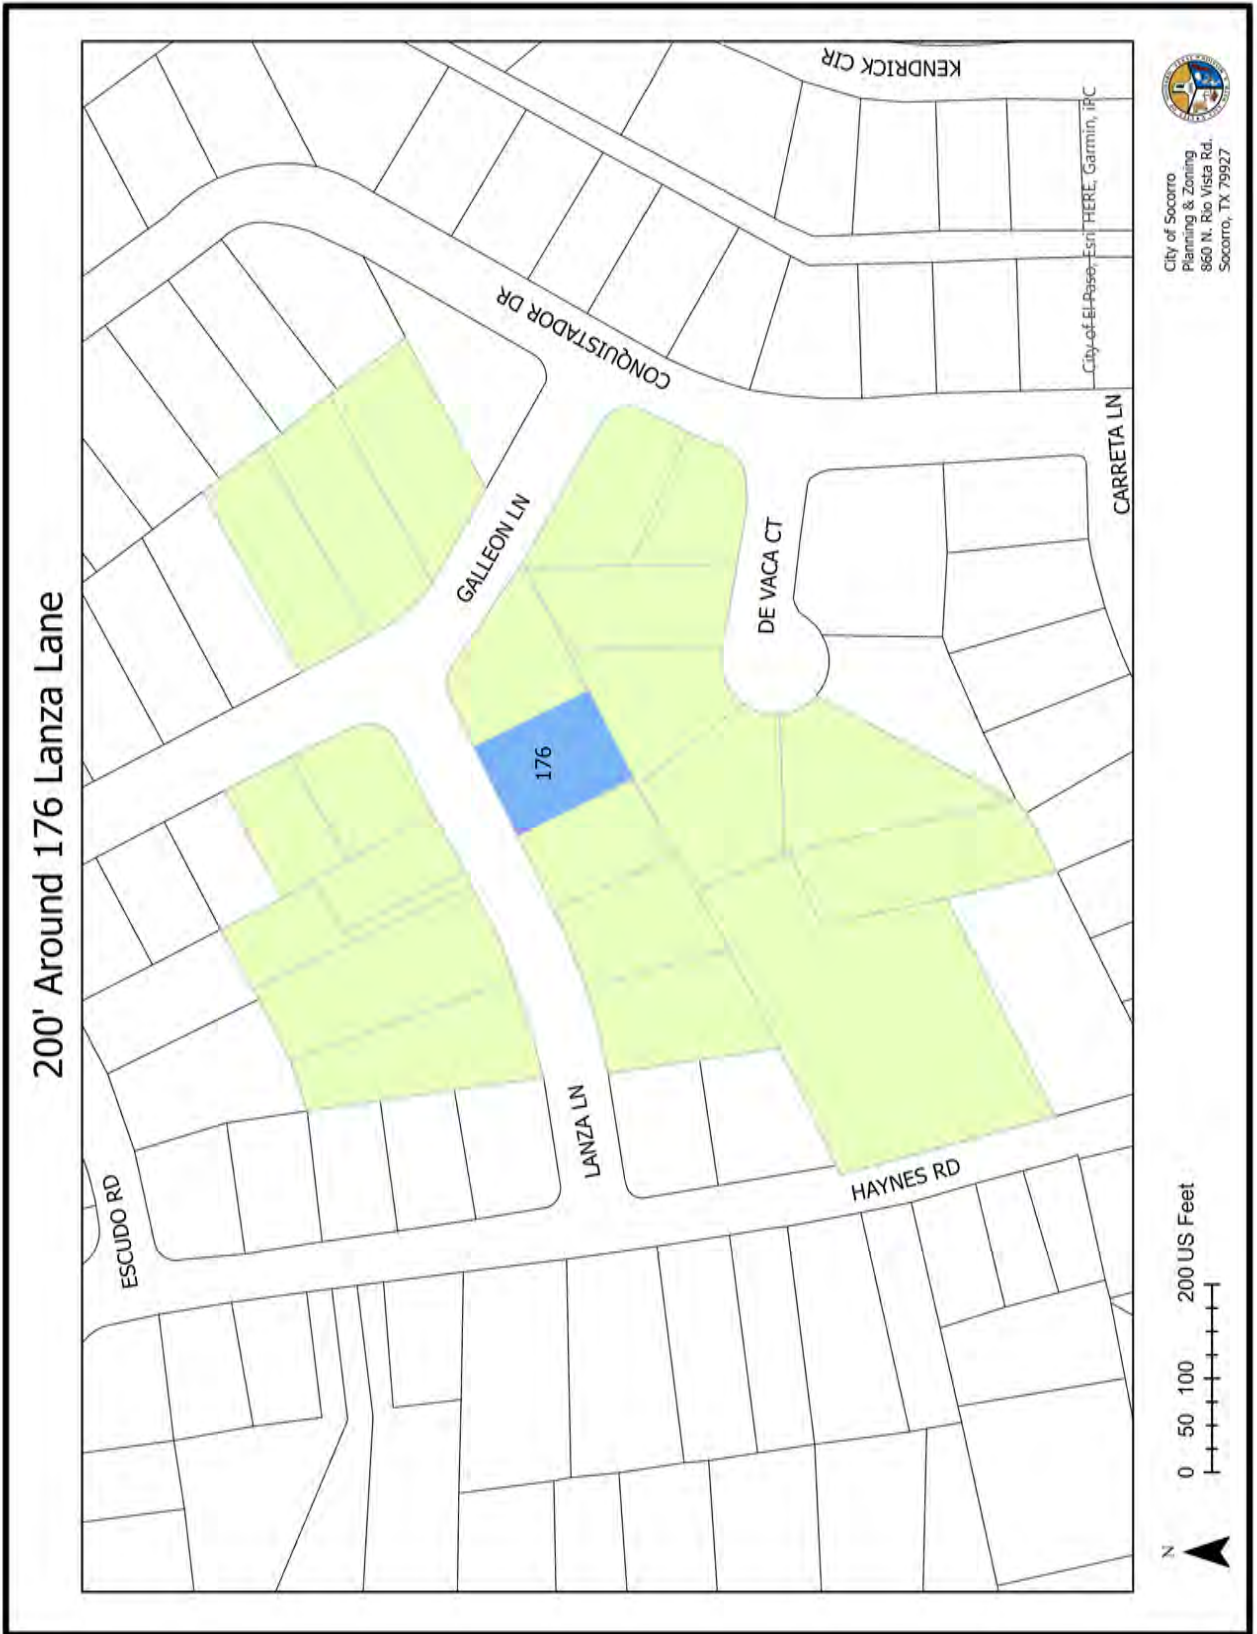 200' Around 176 Lanza Lane
KENDRICK CIR
CONQUISTADOR DR
GALLEON LN
DE VACA CT
CARRETA LN
176
LANZA LN
HAYNES RD
ESCUDO RD
City of El Paso, Esri, HERE, Garmin, iPC
N
0 50 100 200 US Feet
City of Socorro
Planning & Zoning
860 N. Rio Vista Rd.
Socorro, TX 79927